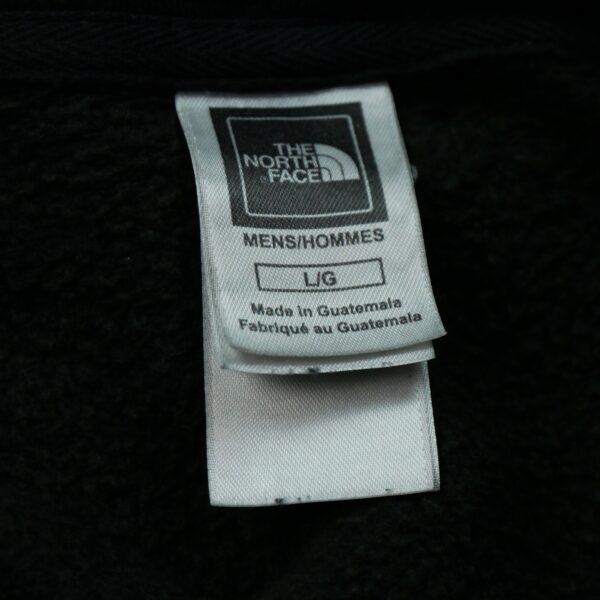 THE
NORTH
FACE
MENS/HOMMES
L/G
Made in Guatemala
Fabriqué au Guatemala